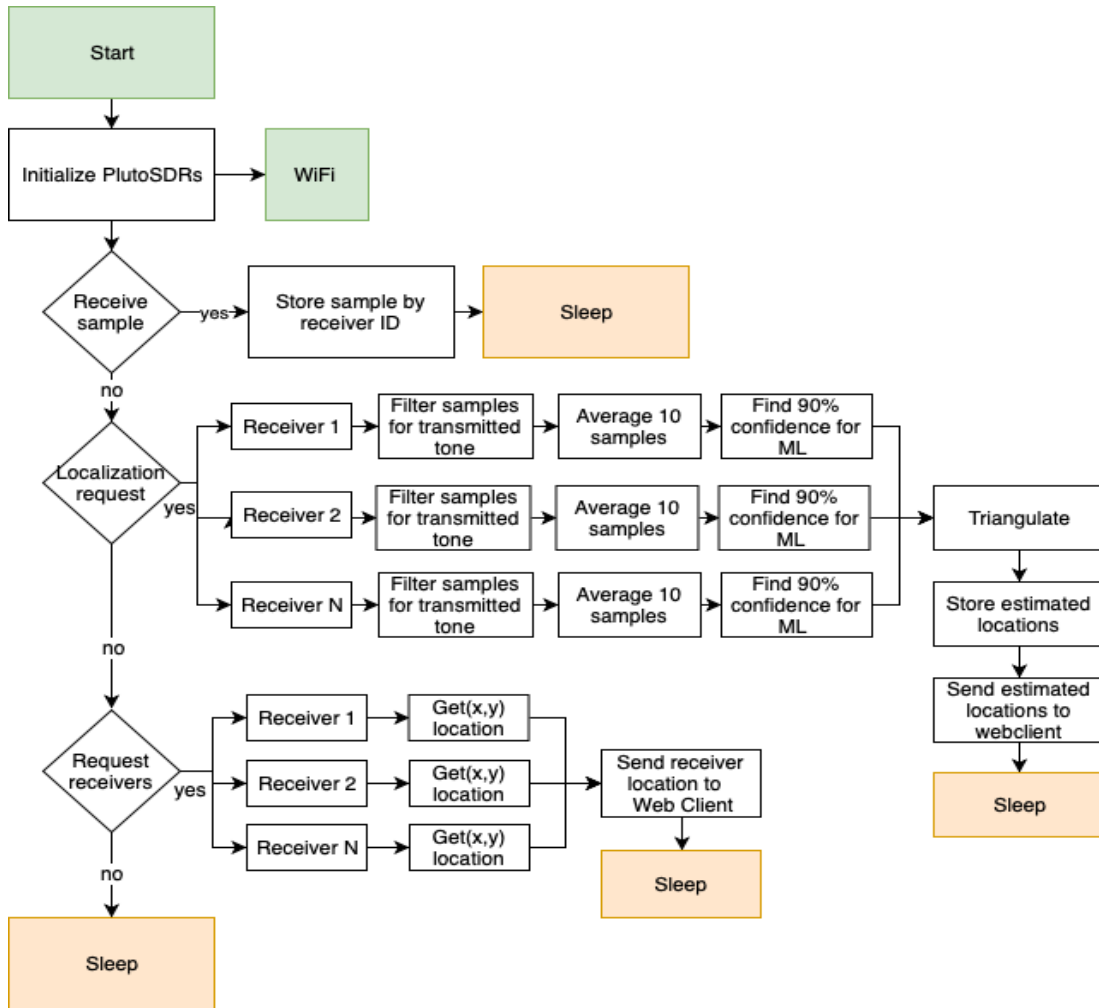 Start
Initialize PlutoSDRs
WiFi
Receive
sample
yes
Store sample by
receiver ID
Sleep
no
Localization
request
yes
Receiver 1
Filter samples
for transmitted
tone
Average 10
samples
Find 90%
confidence for
ML
Receiver 2
Filter samples
for transmitted
tone
Average 10
samples
Find 90%
confidence for
ML
Receiver N
Filter samples
for transmitted
tone
Average 10
samples
Find 90%
confidence for
ML
Triangulate
Store estimated
locations
Send estimated
locations to
webclient
Sleep
no
Request
receivers
yes
Receiver 1
Get(x,y)
location
Receiver 2
Get(x,y)
location
Receiver N
Get(x,y)
location
Send receiver
location to
Web Client
Sleep
no
Sleep